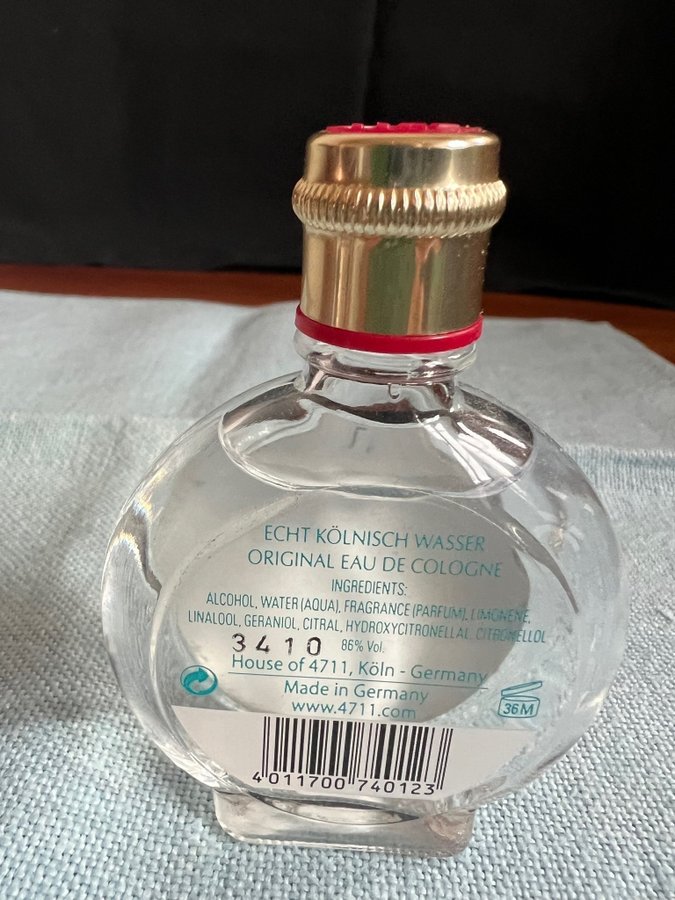 ECHT KÖLNISCH WASSER
ORIGINAL EAU DE COLOGNE
INGREDIENTS:
ALCOHOL, WATER (AQUA), FRAGRANCE (PARFUM), LIMONENE,
LINALOOL, GERANIOL, CITRAL, HYDROXYCITRONELLAL, CITRONELLOL
3410 86% Vol.
House of 4711, Köln - Germany
Made in Germany
www.4711.com
36M
4 011700 740123